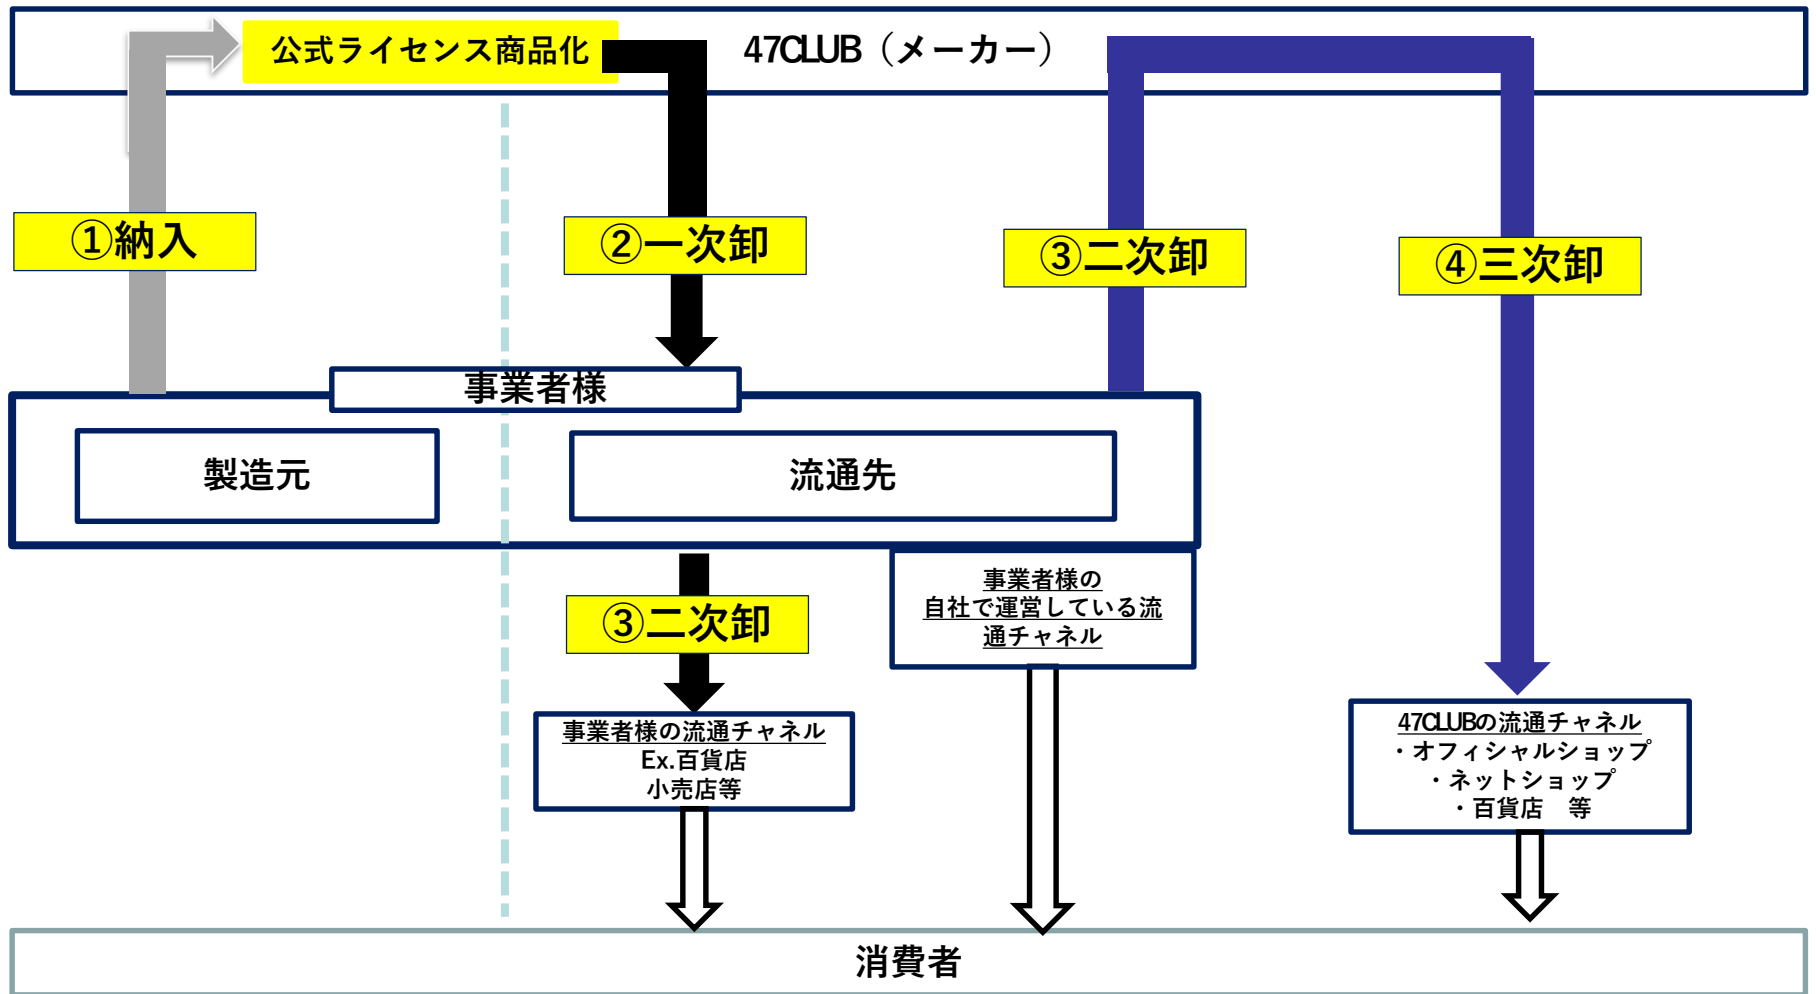 公式ライセンス商品化
47CLUB（メーカー）
①納入
②一次卸
③二次卸
④三次卸
事業者様
製造元
流通先
③二次卸
事業者様の
自社で運営している流
通チャネル
事業者様の流通チャネル
Ex.百貨店
小売店等
47CLUBの流通チャネル
・オフィシャルショップ
・ネットショップ
・百貨店　等
消費者